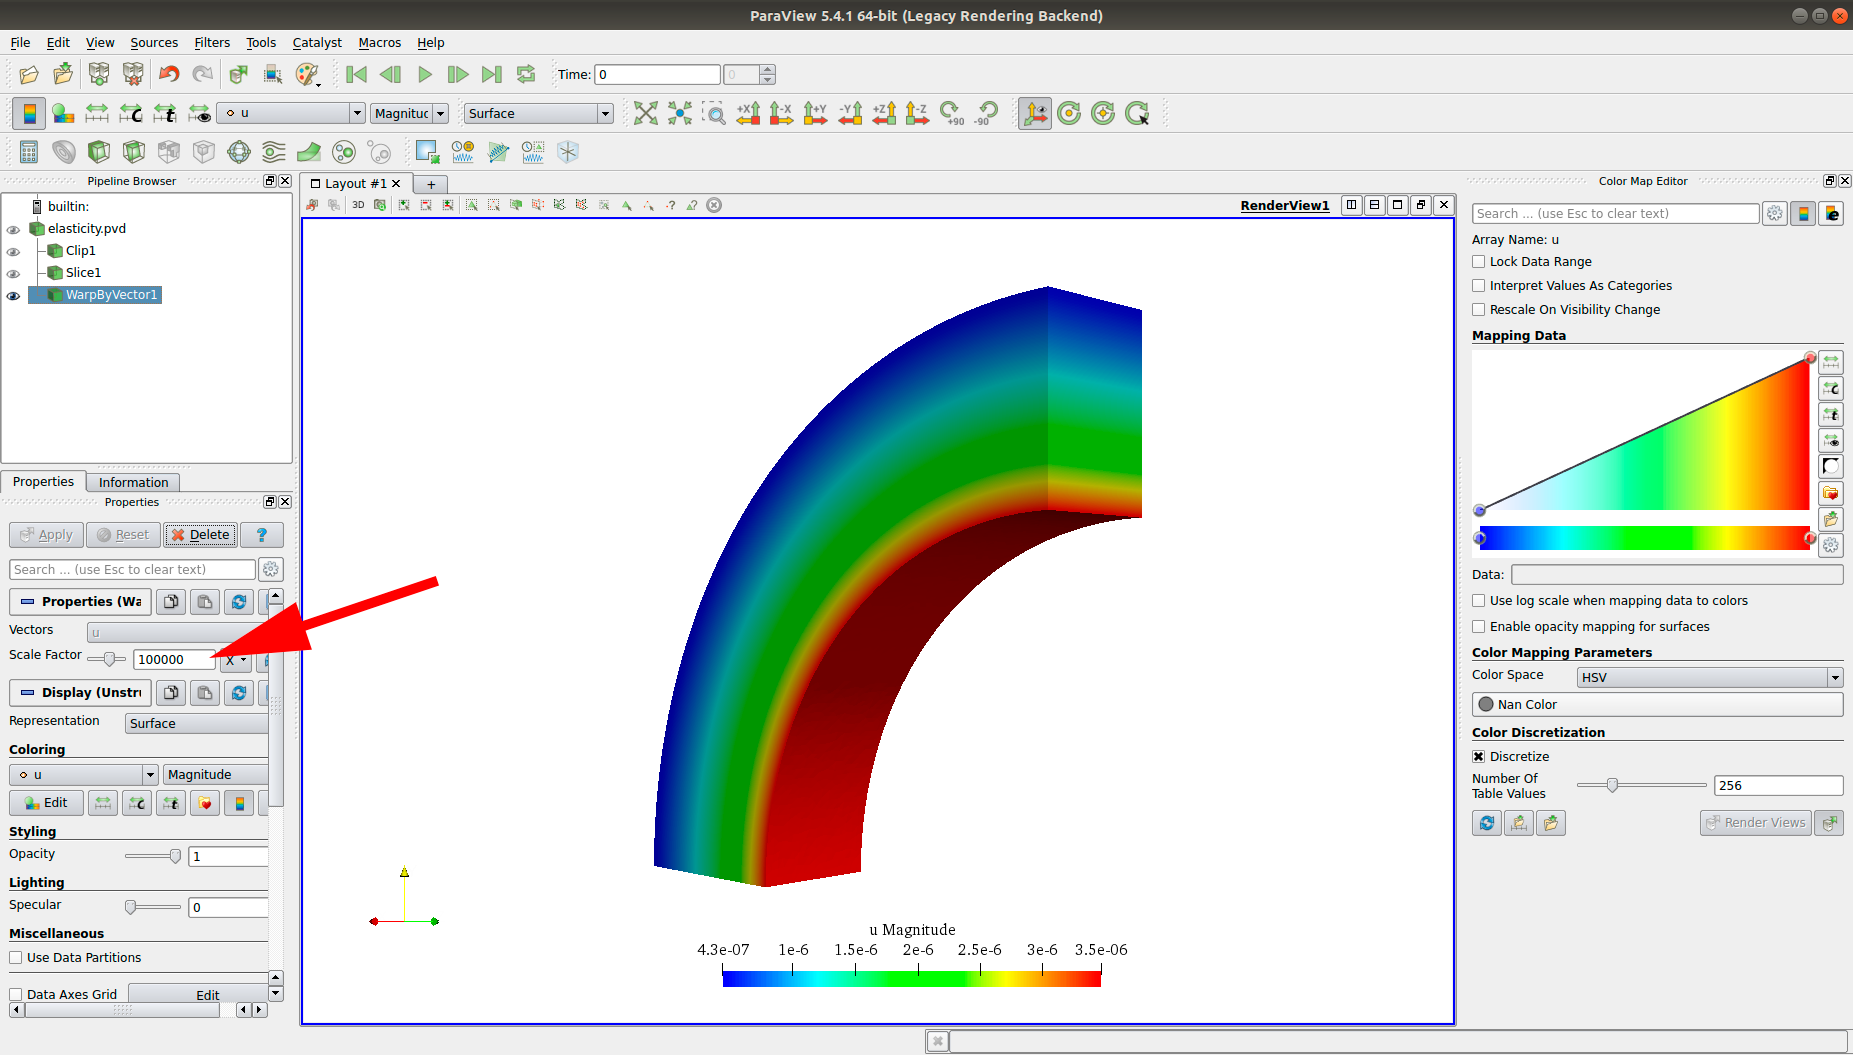 ParaView 5.4.1 64-bit (Legacy Rendering Backend)
File Edit View Sources Filters Tools Catalyst Macros Help
Time: 0 0
u Magnituc Surface
+X -X +Y -Y +Z -Z +90 -90
Pipeline Browser
builtin:
elasticity.pvd
Clip1
Slice1
WarpByVector1
Properties Information
Properties
Apply Reset Delete ?
Search ... (use Esc to clear text)
Properties (Wa
Vectors u
Scale Factor 100000 X
Display (Unstru
Representation Surface
Coloring
u Magnitude
Edit
Styling
Opacity 1
Lighting
Specular 0
Miscellaneous
Use Data Partitions
Data Axes Grid Edit
Layout #1 +
3D RenderView1
u Magnitude
4.3e-07 1e-6 1.5e-6 2e-6 2.5e-6 3e-6 3.5e-06
Color Map Editor
Search ... (use Esc to clear text)
Array Name: u
Lock Data Range
Interpret Values As Categories
Rescale On Visibility Change
Mapping Data
Data:
Use log scale when mapping data to colors
Enable opacity mapping for surfaces
Color Mapping Parameters
Color Space HSV
Nan Color
Color Discretization
Discretize
Number Of
Table Values 256
Render Views